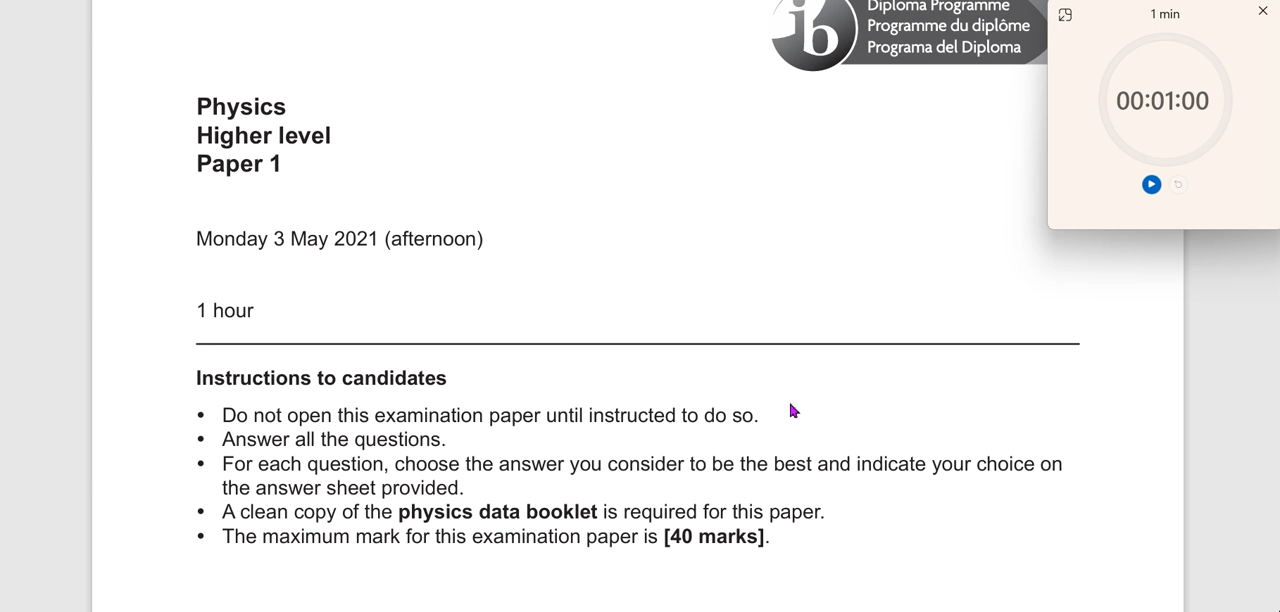 Diploma Programme
Programme du diplôme
Programa del Diploma
ib
1 min
00:01:00
Physics
Higher level
Paper 1
Monday 3 May 2021 (afternoon)
1 hour
Instructions to candidates
• Do not open this examination paper until instructed to do so.
• Answer all the questions.
• For each question, choose the answer you consider to be the best and indicate your choice on
the answer sheet provided.
• A clean copy of the physics data booklet is required for this paper.
• The maximum mark for this examination paper is [40 marks].